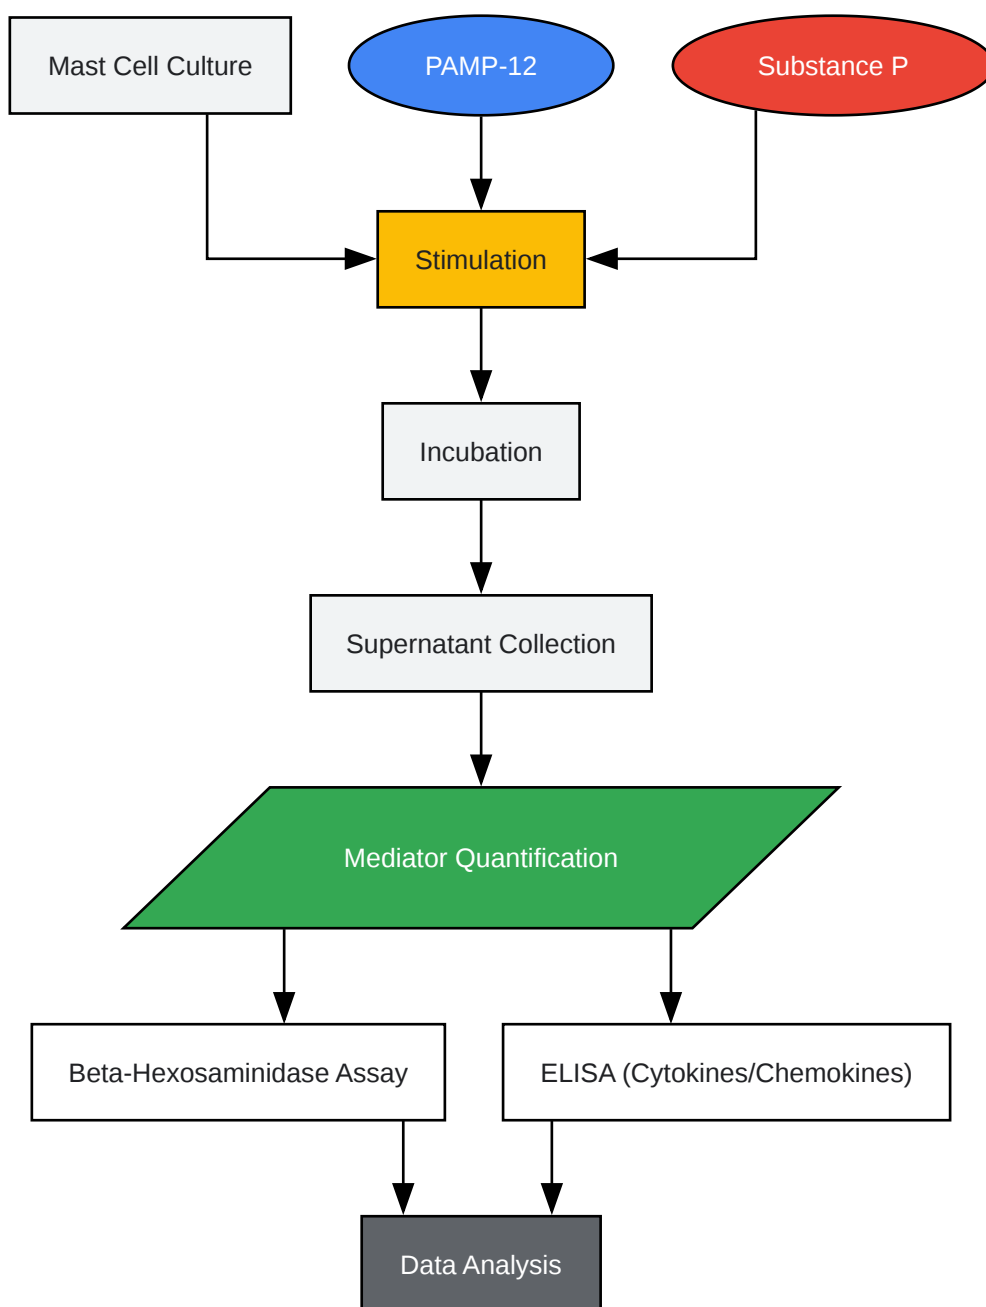 Mast Cell Culture
PAMP-12
Substance P
Stimulation
Incubation
Supernatant Collection
Mediator Quantification
Beta-Hexosaminidase Assay
ELISA (Cytokines/Chemokines)
Data Analysis